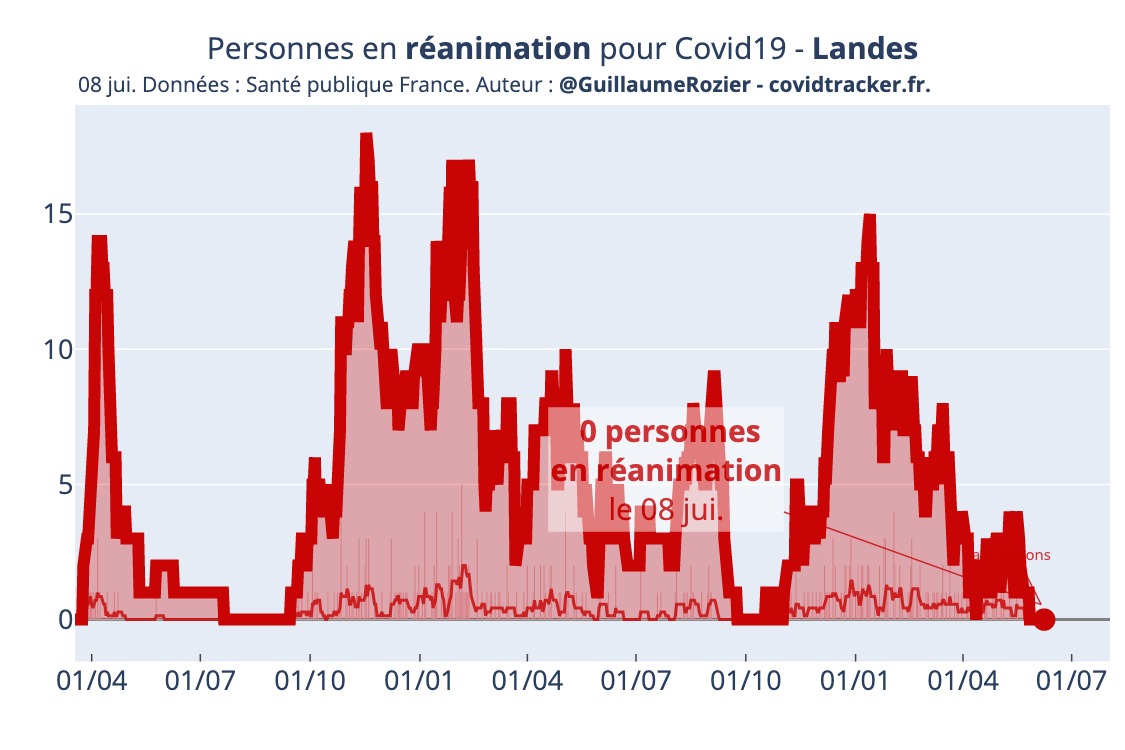 Personnes en réanimation pour Covid19 - Landes
08 jui. Données : Santé publique France. Auteur : @GuillaumeRozier - covidtracker.fr.
15
10
5
0
0 personnes
en réanimation
le 08 jui.
01/04 01/07 01/10 01/01 01/04 01/07 01/10 01/01 01/04 01/07